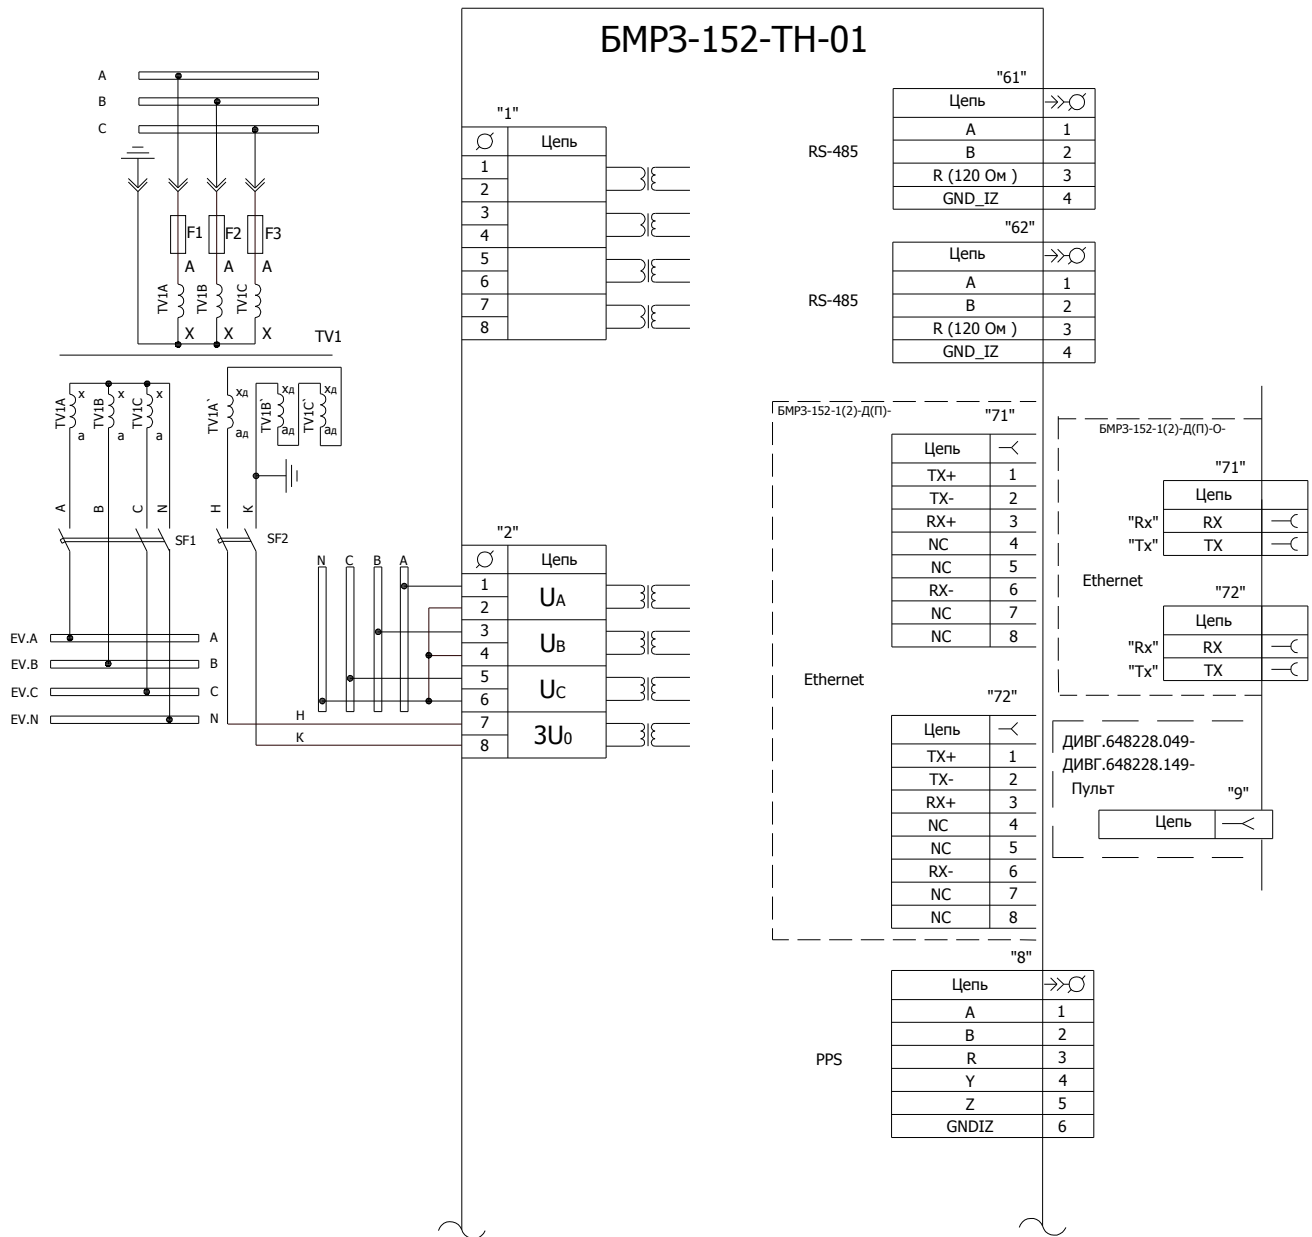 БМРЗ-152-ТН-01
A
B
C
F1
F2
F3
A
A
A
TV1A
TV1B
TV1C
X
X
X
TV1
TV1A
x
a
TV1B
x
a
TV1C
x
a
TV1A`
xд
aд
TV1B`
xд
aд
TV1C`
xд
aд
A
B
C
N
H
K
SF1
SF2
EV.A
A
EV.B
B
EV.C
C
EV.N
N
N
C
B
A
H
K
"1"
Цепь
1
2
3
4
5
6
7
8
"2"
Цепь
1
2
UA
3
4
UB
5
6
UC
7
8
3U0
RS-485
"61"
Цепь
A 1
B 2
R (120 Ом ) 3
GND_IZ 4
RS-485
"62"
Цепь
A 1
B 2
R (120 Ом ) 3
GND_IZ 4
БМРЗ-152-1(2)-Д(П)-
Ethernet
"71"
Цепь
TX+ 1
TX- 2
RX+ 3
NC 4
NC 5
RX- 6
NC 7
NC 8
"72"
Цепь
TX+ 1
TX- 2
RX+ 3
NC 4
NC 5
RX- 6
NC 7
NC 8
БМРЗ-152-1(2)-Д(П)-О-
"71"
Цепь
"Rx" RX
"Tx" TX
Ethernet
"72"
Цепь
"Rx" RX
"Tx" TX
ДИВГ.648228.049-
ДИВГ.648228.149-
Пульт
"9"
Цепь
PPS
"8"
Цепь
A 1
B 2
R 3
Y 4
Z 5
GNDIZ 6